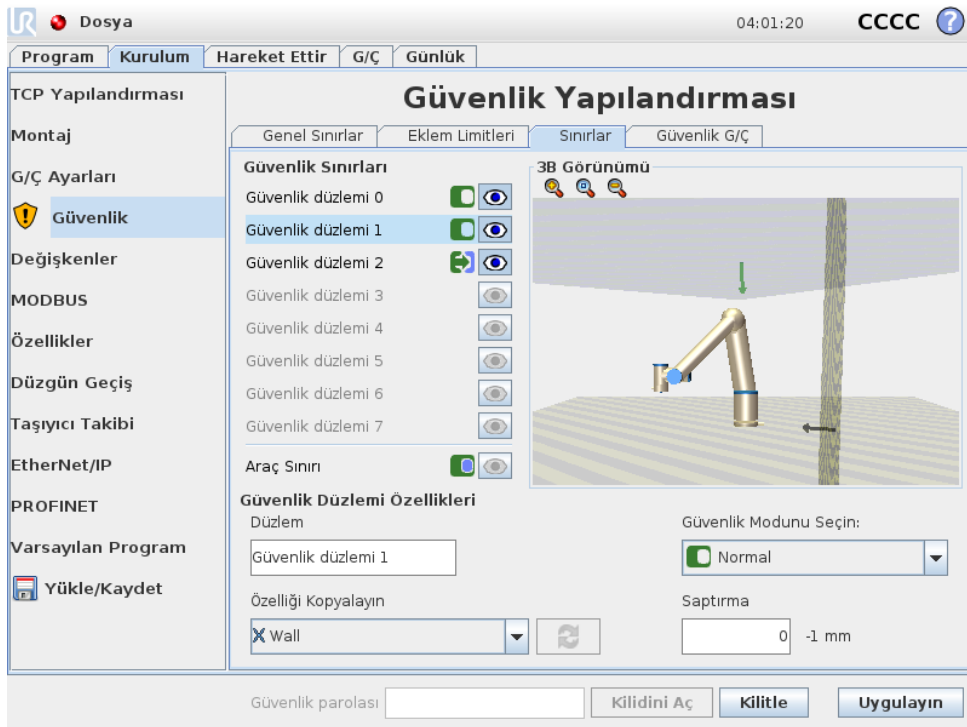 UR Dosya 04:01:20 CCCC ?
Program Kurulum Hareket Ettir G/Ç Günlük
TCP Yapılandırması
Montaj
G/Ç Ayarları
Güvenlik
Değişkenler
MODBUS
Özellikler
Düzgün Geçiş
Taşıyıcı Takibi
EtherNet/IP
PROFINET
Varsayılan Program
Yükle/Kaydet
Güvenlik Yapılandırması
Genel Sınırlar Eklem Limitleri Sınırlar Güvenlik G/Ç
Güvenlik Sınırları
Güvenlik düzlemi 0
Güvenlik düzlemi 1
Güvenlik düzlemi 2
Güvenlik düzlemi 3
Güvenlik düzlemi 4
Güvenlik düzlemi 5
Güvenlik düzlemi 6
Güvenlik düzlemi 7
Araç Sınırı
3B Görünümü
Güvenlik Düzlemi Özellikleri
Düzlem
Güvenlik düzlemi 1
Güvenlik Modunu Seçin:
Normal
Özelliği Kopyalayın
Wall
Saptırma
0 -1 mm
Güvenlik parolası Kilidini Aç Kilitle Uygulayın